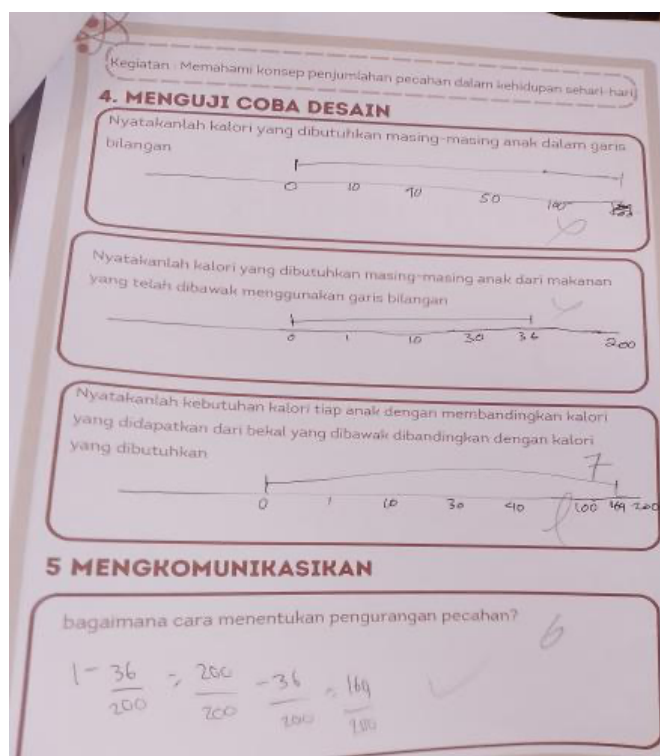 Kegiatan : Memahami konsep penjumlahan pecahan dalam kehidupan sehari-hari
4. MENGUJI COBA DESAIN
Nyatakanlah kalori yang dibutuhkan masing-masing anak dalam garis
bilangan
0 10 50 100
Nyatakanlah kalori yang dibutuhkan masing-masing anak dari makanan
yang telah dibawak menggunakan garis bilangan
0 1 10 30 36 200
Nyatakanlah kebutuhan kalori tiap anak dengan membandingkan kalori
yang didapatkan dari bekal yang dibawak dibandingkan dengan kalori
yang dibutuhkan
7
0 1 10 30 40 100 169 200
5 MENGKOMUNIKASIKAN
bagaimana cara menentukan pengurangan pecahan?
6
1 - 36/200 = 200/200 - 36/200 = 169/200